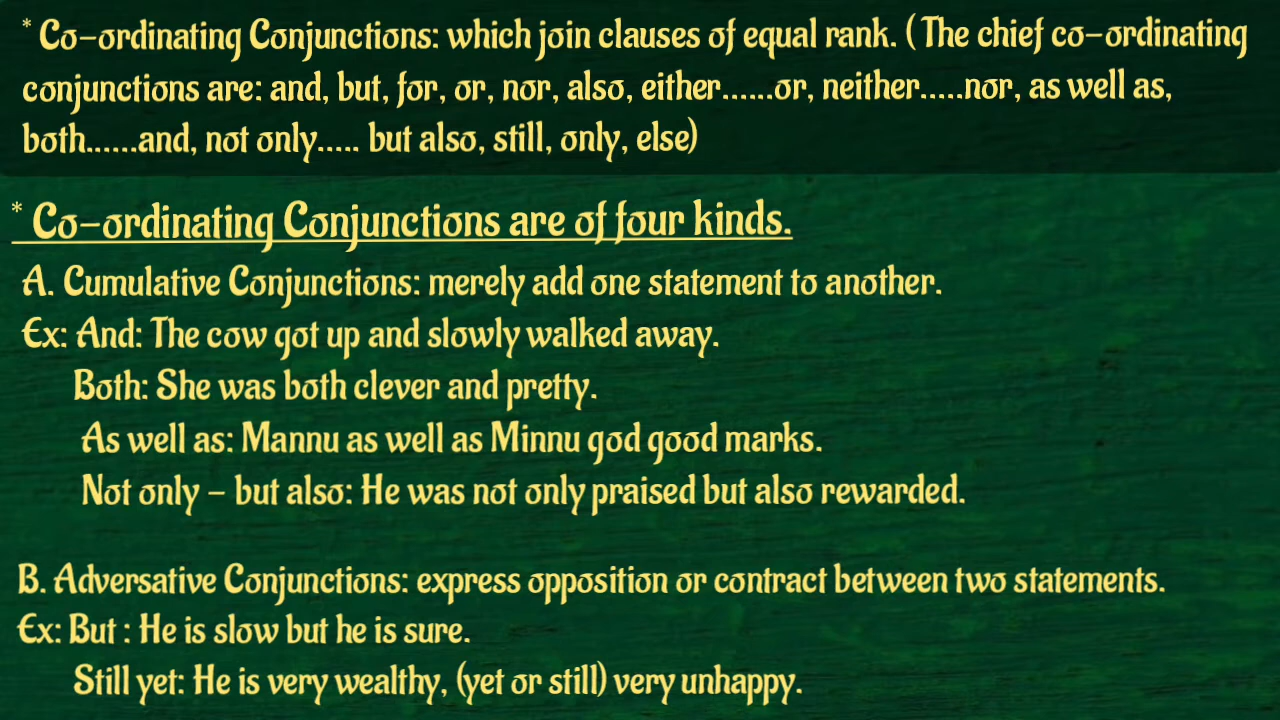 * Co-ordinating Conjunctions: which join clauses of equal rank. ( The chief co-ordinating
conjunctions are: and, but, for, or, nor, also, either......or, neither.....nor, as well as,
both......and, not only..... but also, still, only, else)
* Co-ordinating Conjunctions are of four kinds.
A. Cumulative Conjunctions: merely add one statement to another.
Ex: And: The cow got up and slowly walked away.
Both: She was both clever and pretty.
As well as: Mannu as well as Minnu god good marks.
Not only - but also: He was not only praised but also rewarded.
B. Adversative Conjunctions: express opposition or contract between two statements.
Ex: But : He is slow but he is sure.
Still yet: He is very wealthy, (yet or still) very unhappy.